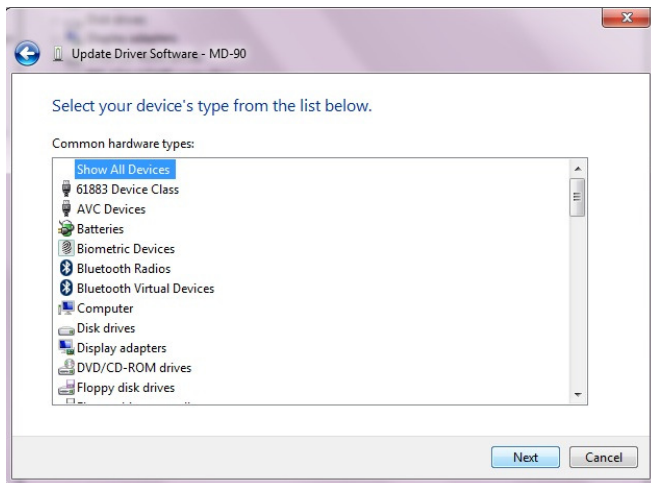 Update Driver Software - MD-90
Select your device's type from the list below.
Common hardware types:
Show All Devices
61883 Device Class
AVC Devices
Batteries
Biometric Devices
Bluetooth Radios
Bluetooth Virtual Devices
Computer
Disk drives
Display adapters
DVD/CD-ROM drives
Floppy disk drives
Next
Cancel